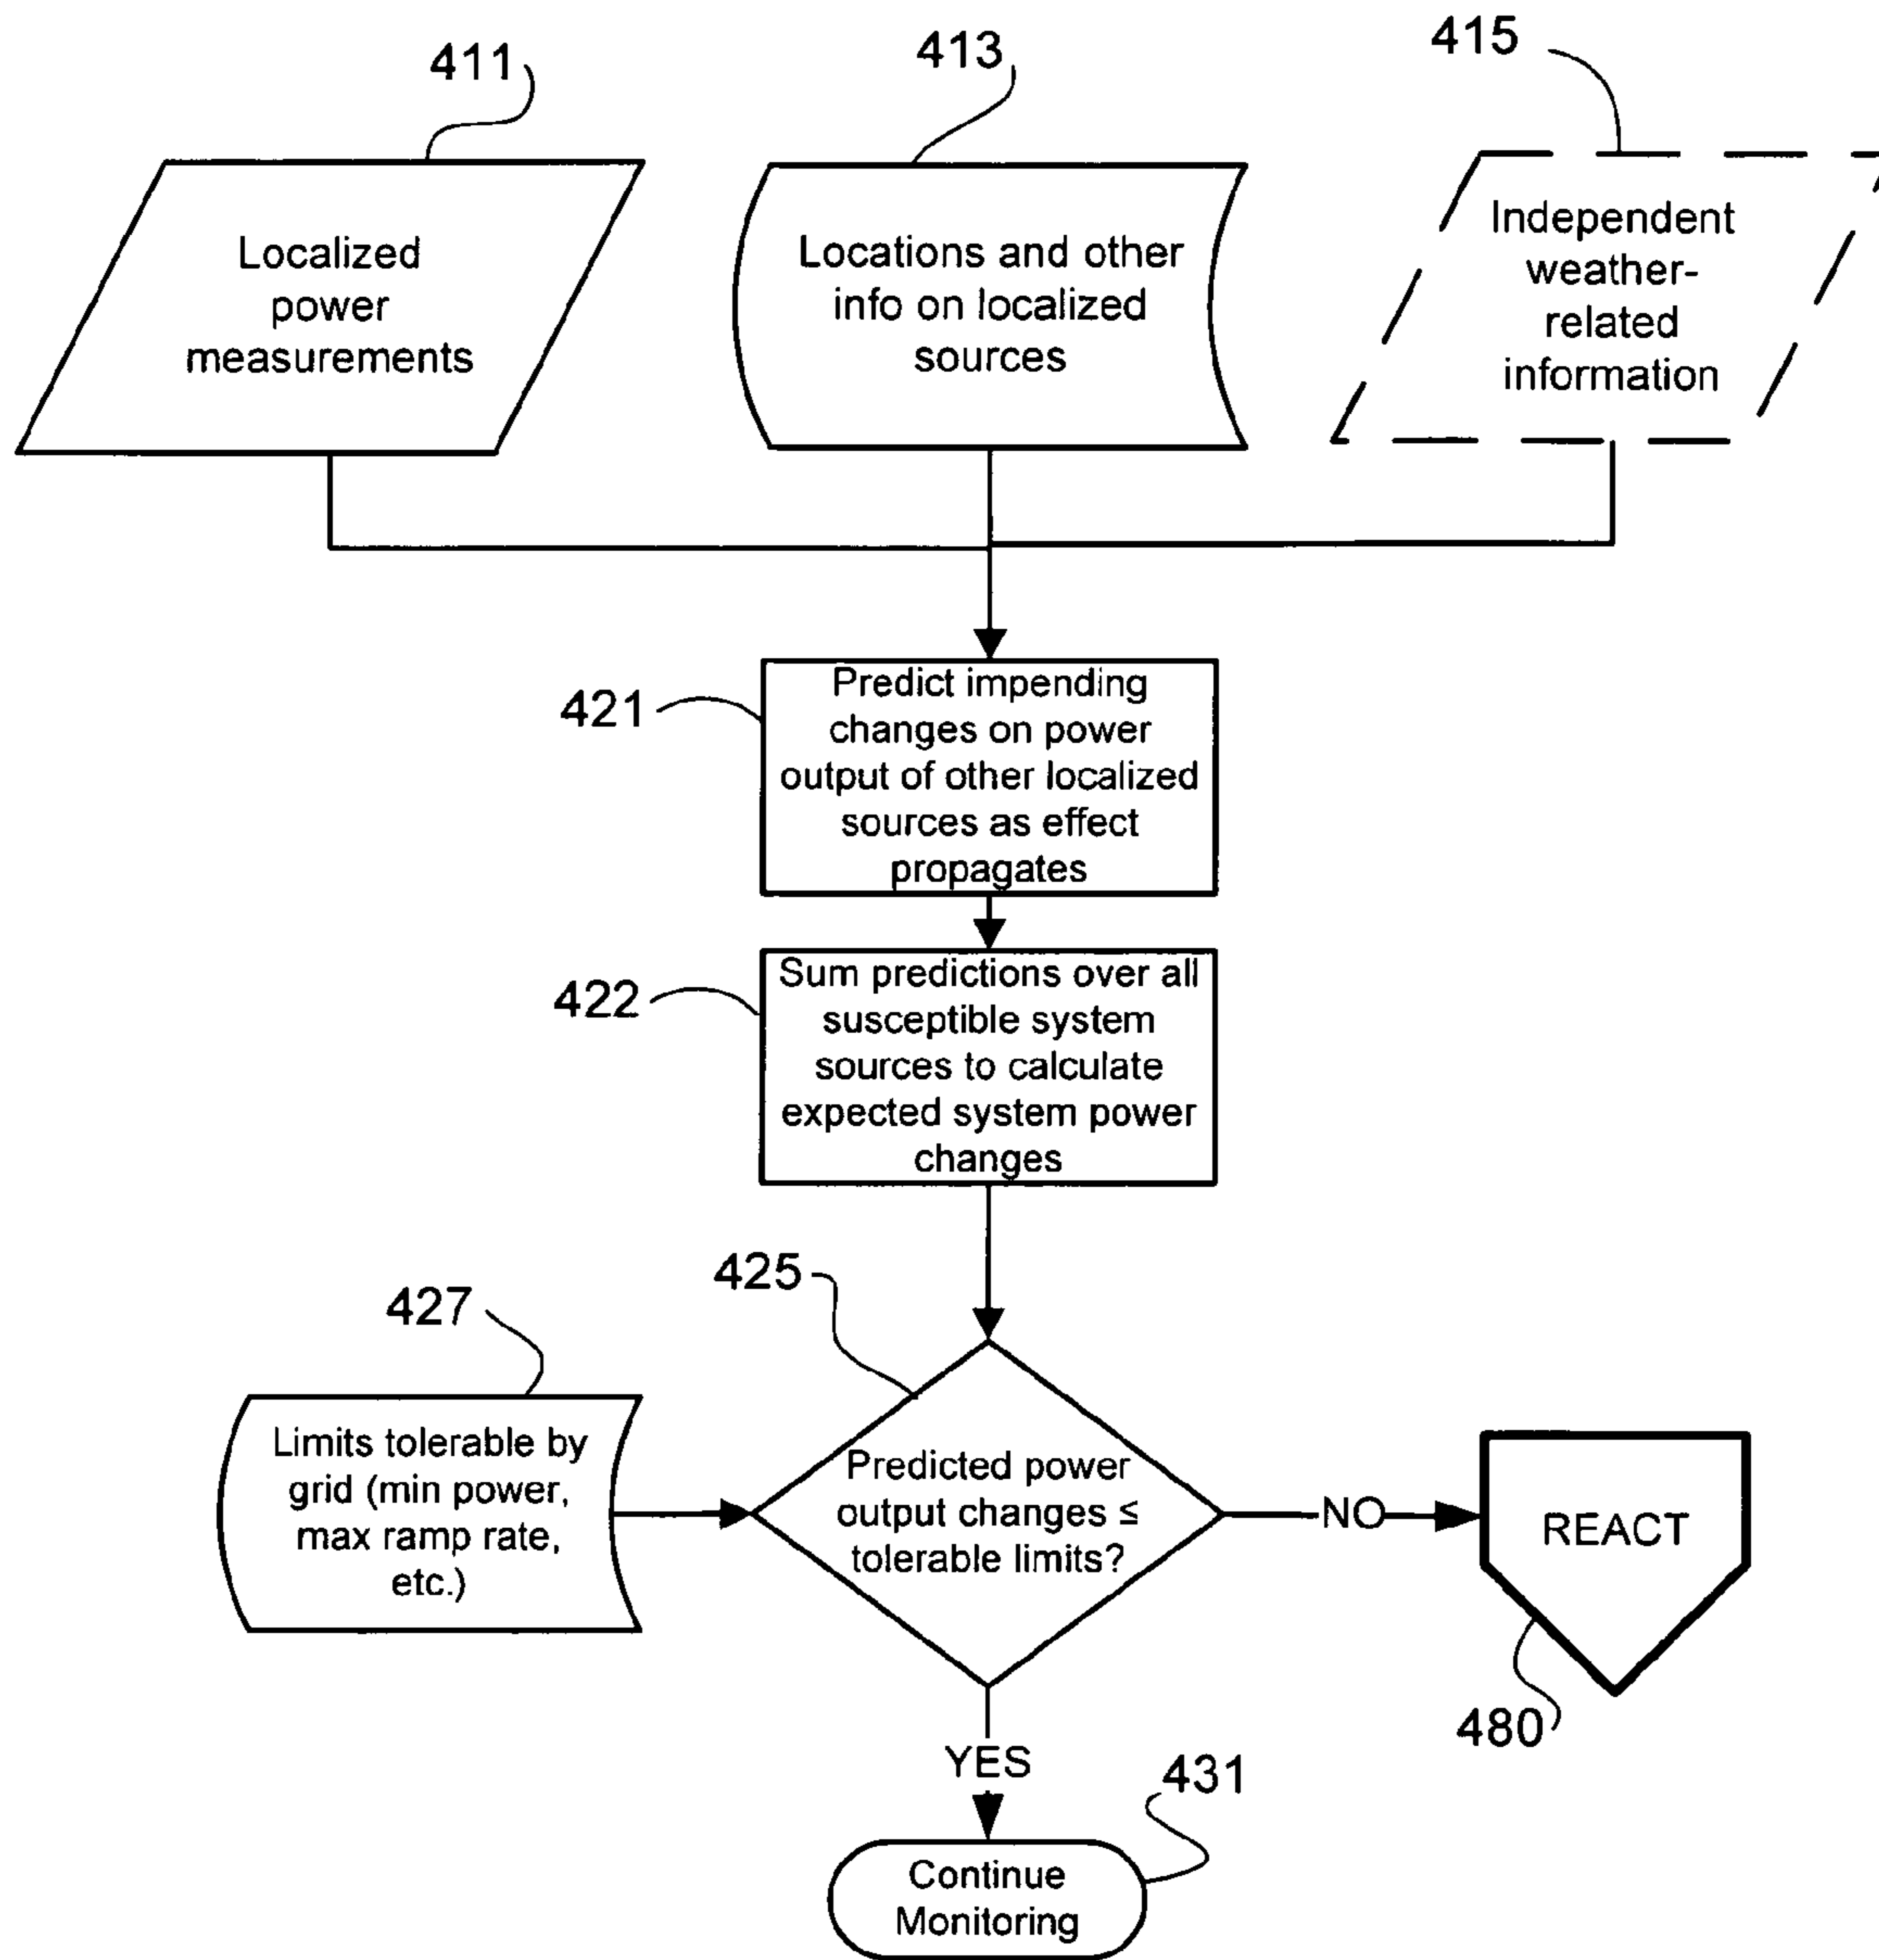 411
413
415
Localized
power
measurements
Locations and other
info on localized
sources
Independent
weather-
related
information
421
Predict impending
changes on power
output of other localized
sources as effect
propagates
422
Sum predictions over all
susceptible system
sources to calculate
expected system power
changes
425
427
Limits tolerable by
grid (min power,
max ramp rate,
etc.)
Predicted power
output changes ≤
tolerable limits?
NO
REACT
480
YES
431
Continue
Monitoring